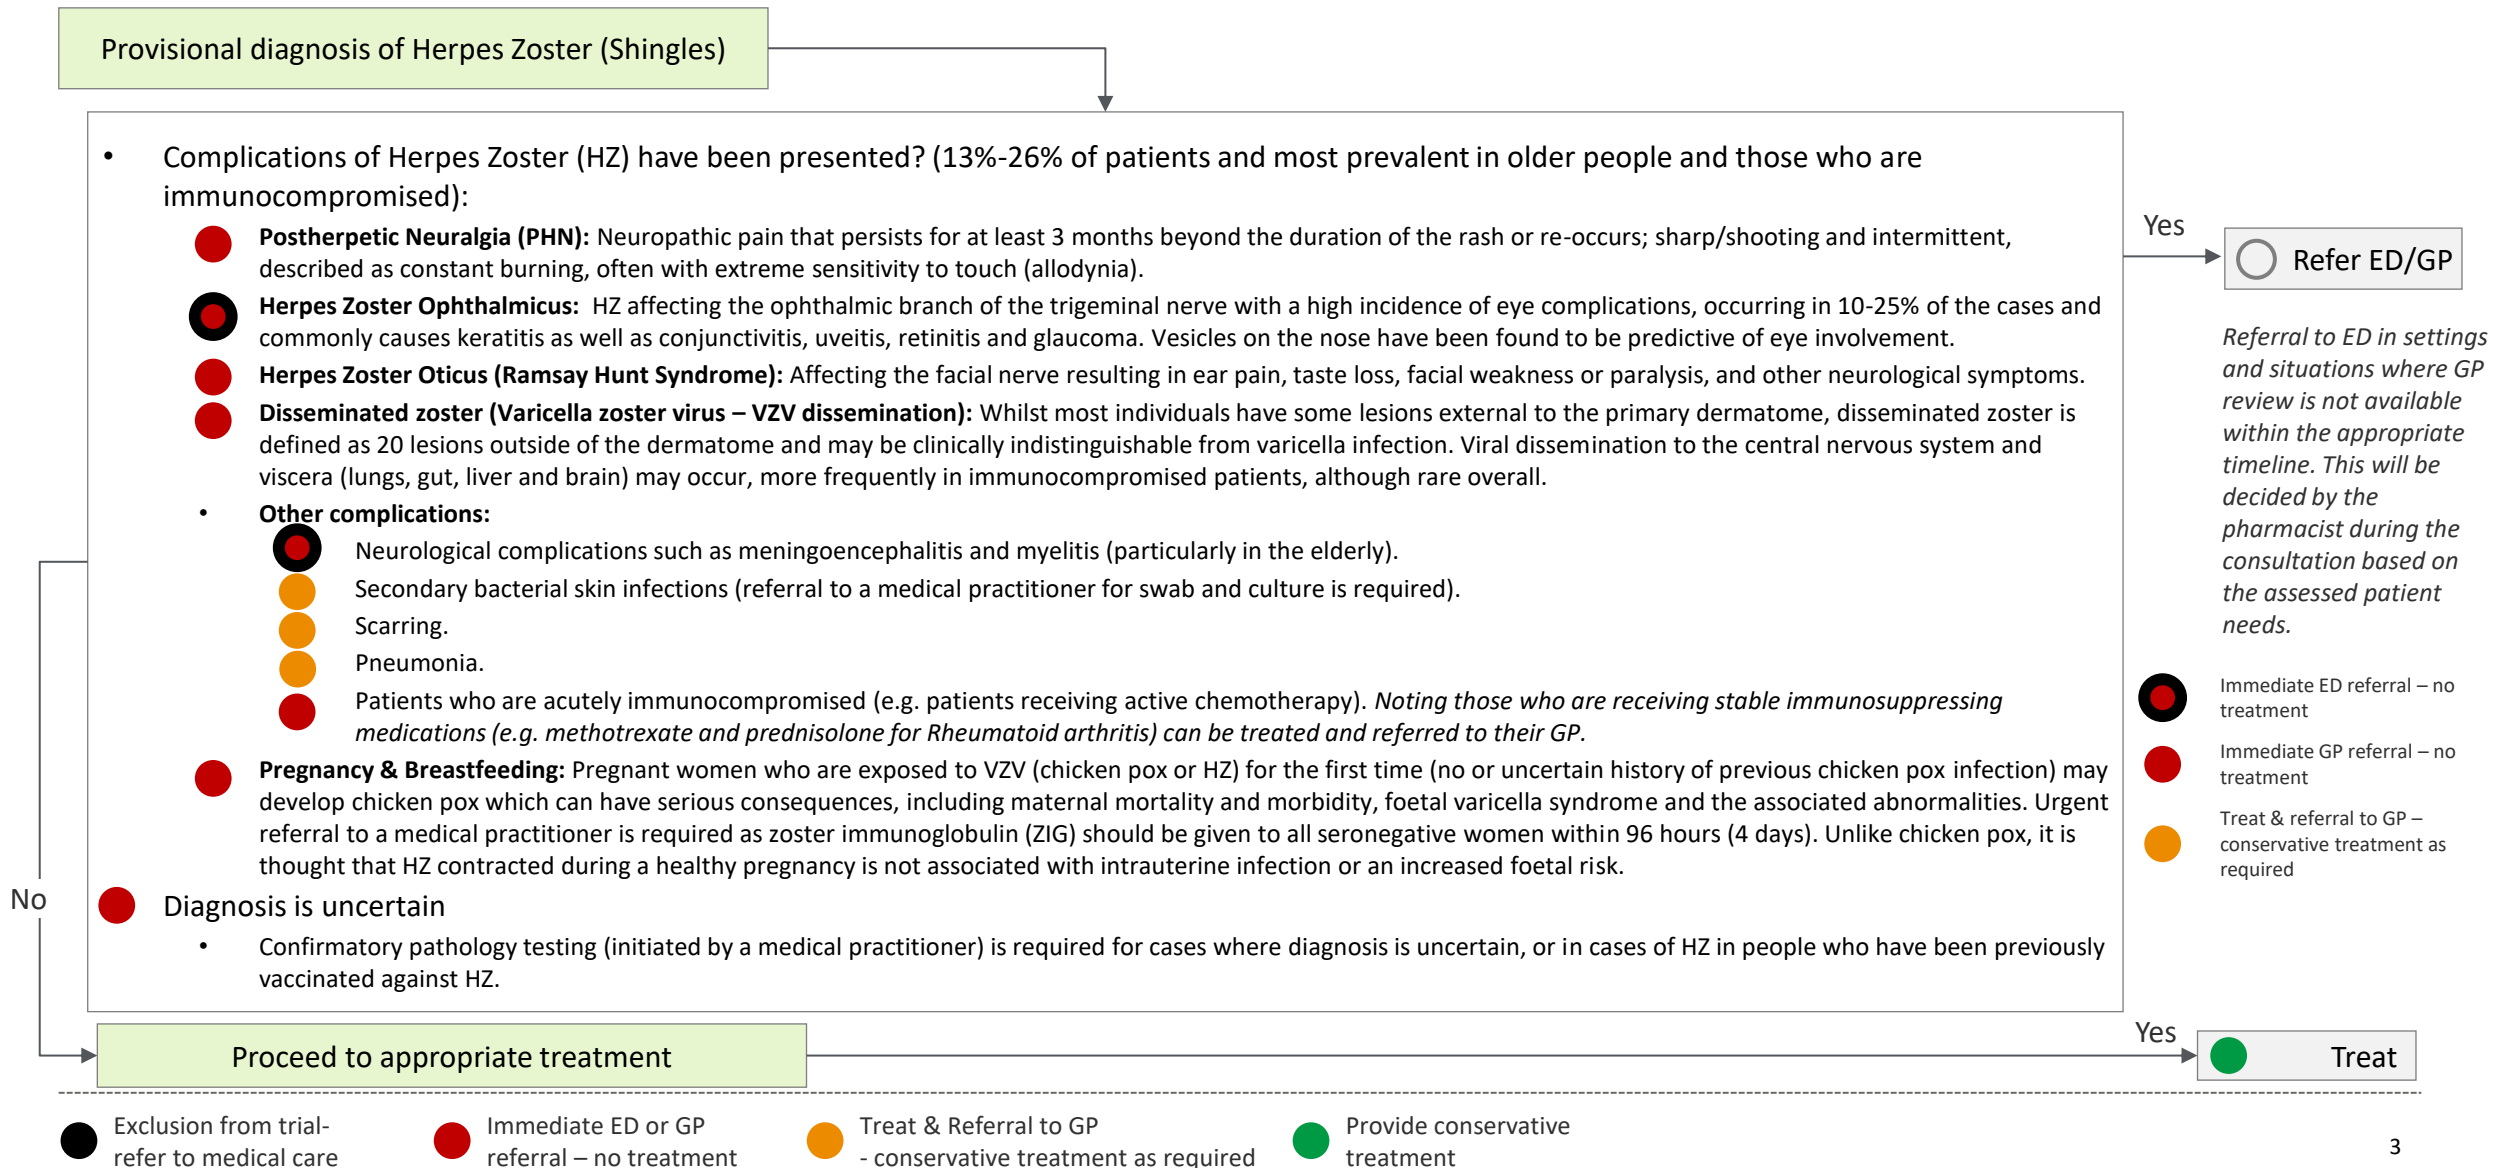 Provisional diagnosis of Herpes Zoster (Shingles)
• Complications of Herpes Zoster (HZ) have been presented? (13%-26% of patients and most prevalent in older people and those who are
immunocompromised):
Postherpetic Neuralgia (PHN): Neuropathic pain that persists for at least 3 months beyond the duration of the rash or re-occurs; sharp/shooting and intermittent,
described as constant burning, often with extreme sensitivity to touch (allodynia).
Herpes Zoster Ophthalmicus: HZ affecting the ophthalmic branch of the trigeminal nerve with a high incidence of eye complications, occurring in 10-25% of the cases and
commonly causes keratitis as well as conjunctivitis, uveitis, retinitis and glaucoma. Vesicles on the nose have been found to be predictive of eye involvement.
Herpes Zoster Oticus (Ramsay Hunt Syndrome): Affecting the facial nerve resulting in ear pain, taste loss, facial weakness or paralysis, and other neurological symptoms.
Disseminated zoster (Varicella zoster virus – VZV dissemination): Whilst most individuals have some lesions external to the primary dermatome, disseminated zoster is
defined as 20 lesions outside of the dermatome and may be clinically indistinguishable from varicella infection. Viral dissemination to the central nervous system and
viscera (lungs, gut, liver and brain) may occur, more frequently in immunocompromised patients, although rare overall.
• Other complications:
Neurological complications such as meningoencephalitis and myelitis (particularly in the elderly).
Secondary bacterial skin infections (referral to a medical practitioner for swab and culture is required).
Scarring.
Pneumonia.
Patients who are acutely immunocompromised (e.g. patients receiving active chemotherapy). Noting those who are receiving stable immunosuppressing
medications (e.g. methotrexate and prednisolone for Rheumatoid arthritis) can be treated and referred to their GP.
Pregnancy & Breastfeeding: Pregnant women who are exposed to VZV (chicken pox or HZ) for the first time (no or uncertain history of previous chicken pox infection) may
develop chicken pox which can have serious consequences, including maternal mortality and morbidity, foetal varicella syndrome and the associated abnormalities. Urgent
referral to a medical practitioner is required as zoster immunoglobulin (ZIG) should be given to all seronegative women within 96 hours (4 days). Unlike chicken pox, it is
thought that HZ contracted during a healthy pregnancy is not associated with intrauterine infection or an increased foetal risk.
Diagnosis is uncertain
• Confirmatory pathology testing (initiated by a medical practitioner) is required for cases where diagnosis is uncertain, or in cases of HZ in people who have been previously
vaccinated against HZ.
Yes
Refer ED/GP
Referral to ED in settings
and situations where GP
review is not available
within the appropriate
timeline. This will be
decided by the
pharmacist during the
consultation based on
the assessed patient
needs.
Immediate ED referral – no
treatment
Immediate GP referral – no
treatment
Treat & referral to GP –
conservative treatment as
required
No
Proceed to appropriate treatment
Yes
Treat
Exclusion from trial-
refer to medical care
Immediate ED or GP
referral – no treatment
Treat & Referral to GP
- conservative treatment as required
Provide conservative
treatment
3